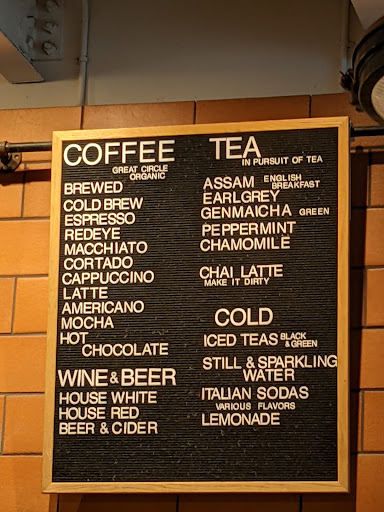 COFFEE
GREAT CIRCLE
ORGANIC
BREWED
COLD BREW
ESPRESSO
REDEYE
MACCHIATO
CORTADO
CAPPUCCINO
LATTE
AMERICANO
MOCHA
HOT
CHOCOLATE
WINE & BEER
HOUSE WHITE
HOUSE RED
BEER & CIDER
TEA
IN PURSUIT OF TEA
ASSAM ENGLISH
BREAKFAST
EARLGREY
GENMAICHA GREEN
PEPPERMINT
CHAMOMILE
CHAI LATTE
MAKE IT DIRTY
COLD
ICED TEAS BLACK
& GREEN
STILL & SPARKLING
WATER
ITALIAN SODAS
VARIOUS FLAVORS
LEMONADE